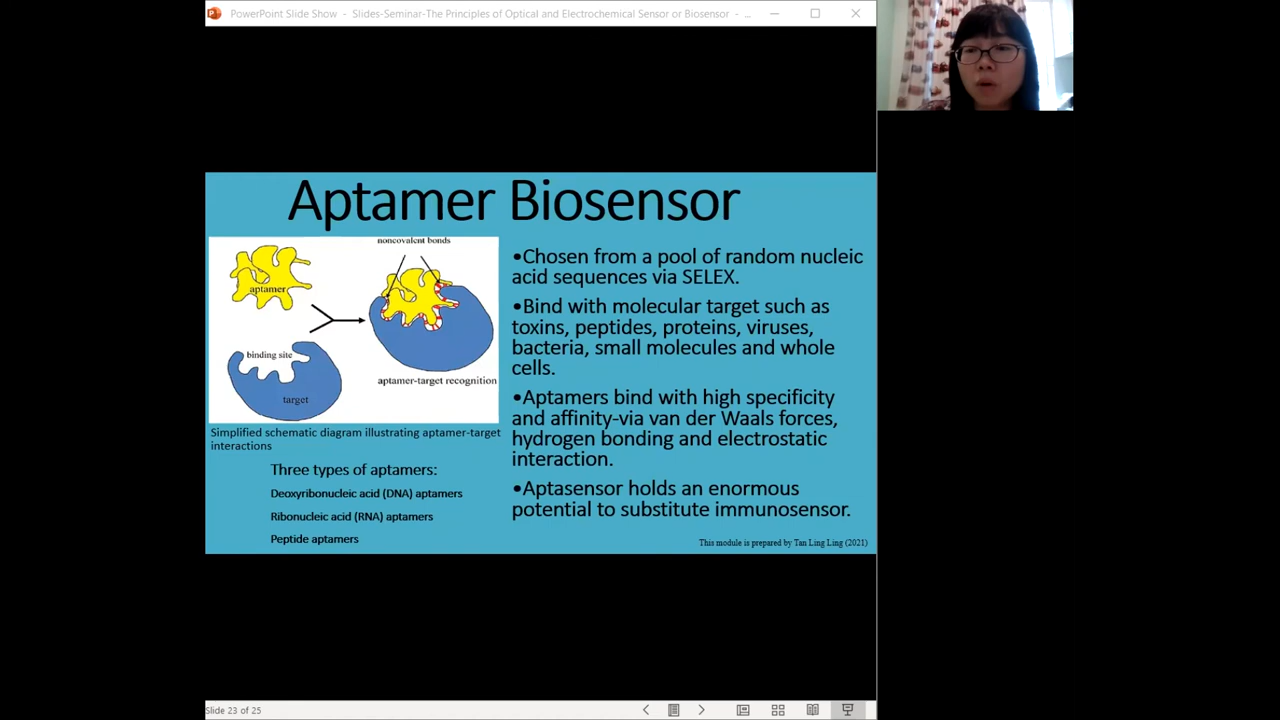 PowerPoint Slide Show - Slides-Seminar-The Principles of Optical and Electrochemical Sensor or Biosensor - ...
Aptamer Biosensor
noncovalent bonds
aptamer
binding site
target
aptamer-target recognition
Simplified schematic diagram illustrating aptamer-target
interactions
Three types of aptamers:
Deoxyribonucleic acid (DNA) aptamers
Ribonucleic acid (RNA) aptamers
Peptide aptamers
•Chosen from a pool of random nucleic
acid sequences via SELEX.
•Bind with molecular target such as
toxins, peptides, proteins, viruses,
bacteria, small molecules and whole
cells.
•Aptamers bind with high specificity
and affinity-via van der Waals forces,
hydrogen bonding and electrostatic
interaction.
•Aptasensor holds an enormous
potential to substitute immunosensor.
This module is prepared by Tan Ling Ling (2021)
Slide 23 of 25